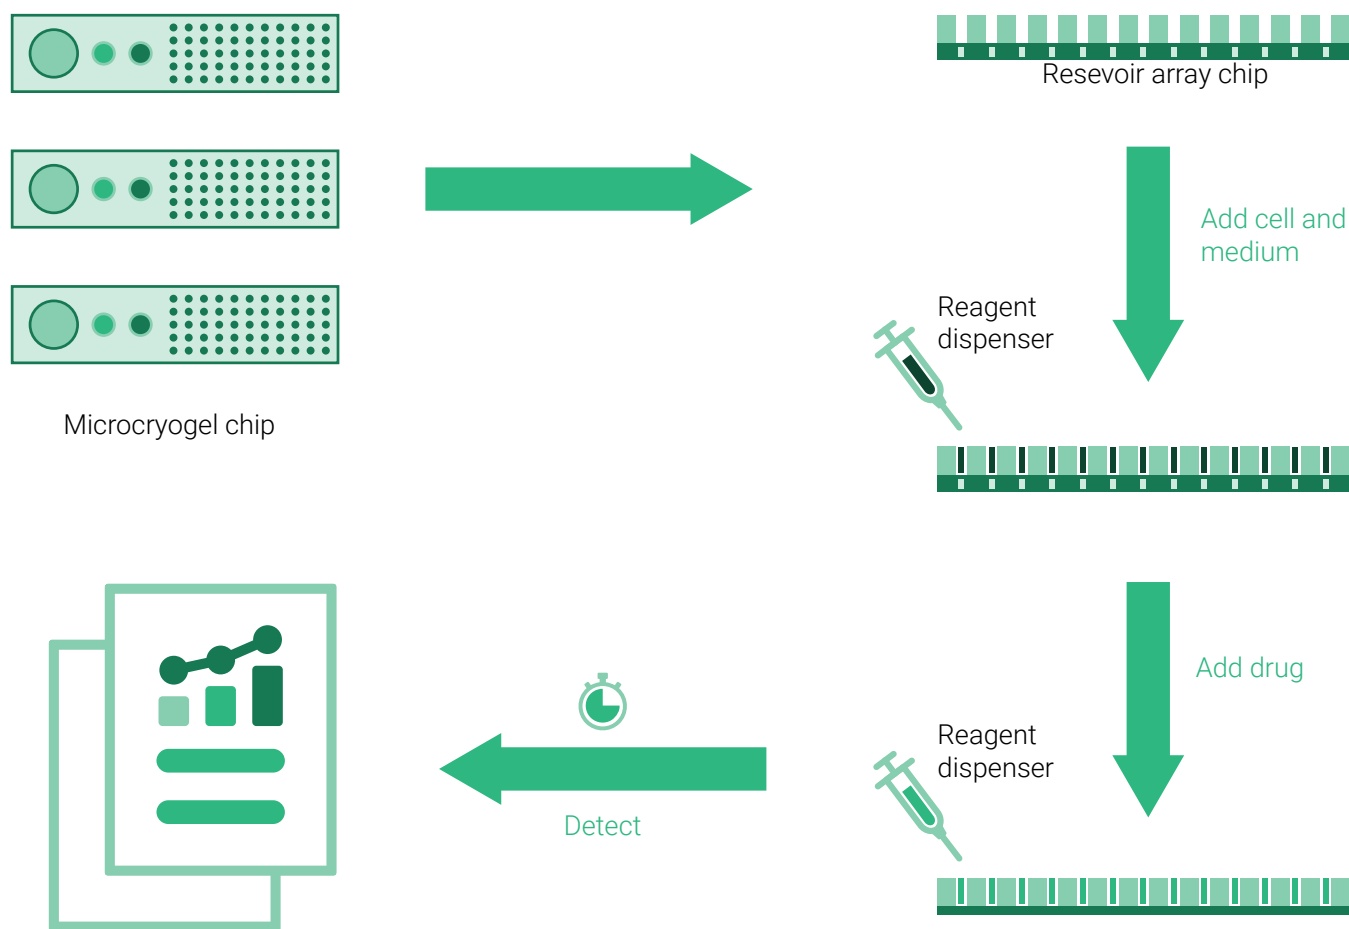 Resevoir array chip
Add cell and
medium
Reagent
dispenser
Microcryogel chip
Add drug
Reagent
dispenser
Detect